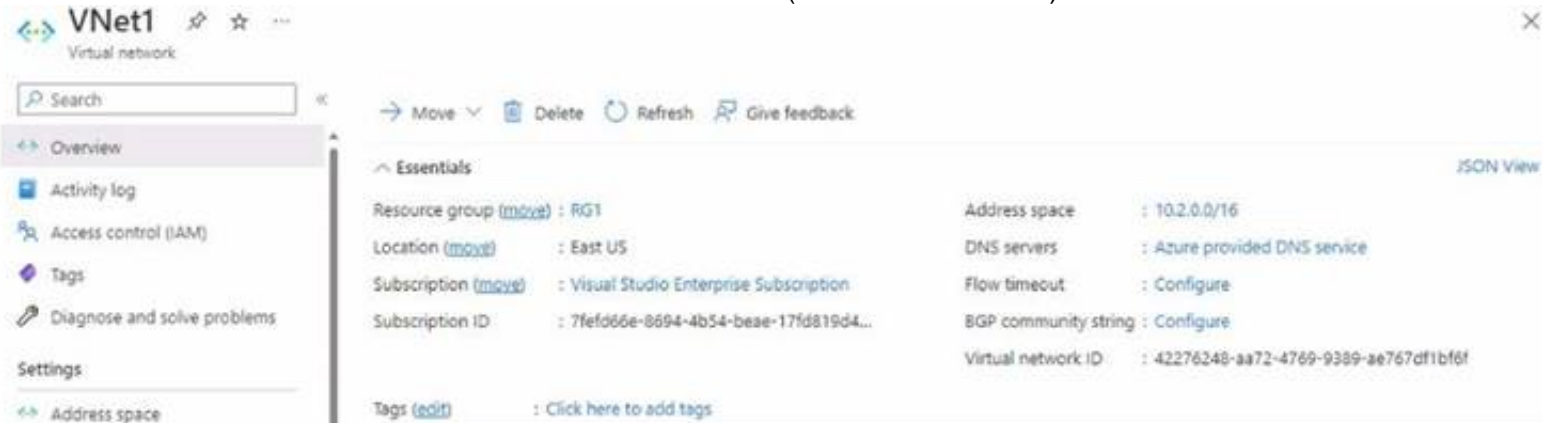 VNet1
Virtual network
Search
Move Delete Refresh Give feedback
Overview
Activity log
Access control (IAM)
Tags
Diagnose and solve problems
Settings
Address space
Essentials
JSON View
Resource group (move) : RG1
Location (move) : East US
Subscription (move) : Visual Studio Enterprise Subscription
Subscription ID : 7fefd66e-8694-4b54-beae-17fd819d4...
Address space : 10.2.0.0/16
DNS servers : Azure provided DNS service
Flow timeout : Configure
BGP community string : Configure
Virtual network ID : 42276248-aa72-4769-9389-ae767df1bf6f
Tags (edit) : Click here to add tags